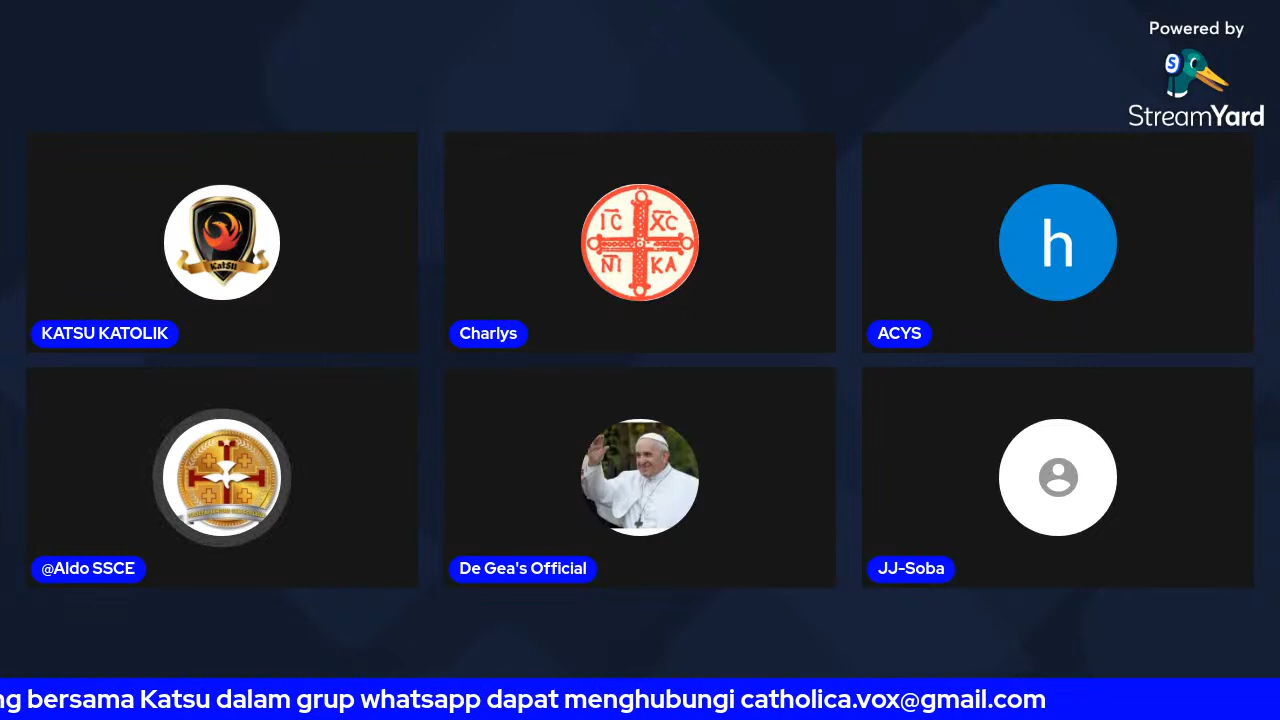 Powered by
StreamYard
S
KatSu
IC XC
NI KA
h
KATSU KATOLIK
Charlys
ACYS
@Aldo SSCE
De Gea's Official
JJ-Soba
ng bersama Katsu dalam grup whatsapp dapat menghubungi catholica.vox@gmail.com